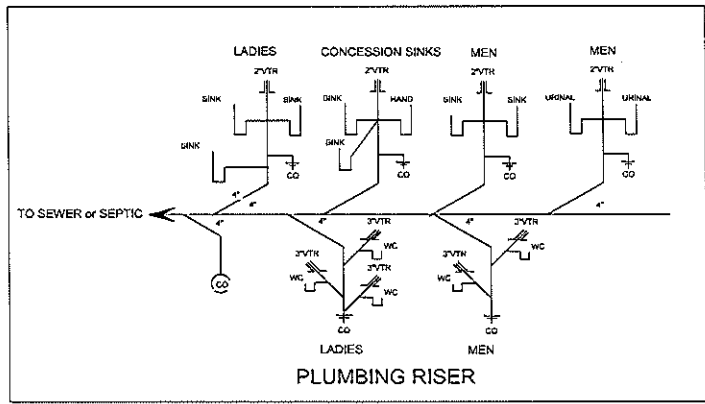 LADIES
CONCESSION SINKS
MEN
MEN
2"VTR
2"VTR
2"VTR
2"VTR
SINK
SINK
SINK
HAND
SINK
SINK
URINAL
URINAL
SINK
SINK
CO
CO
CO
CO
4"
4"
TO SEWER or SEPTIC
4"
4"
4"
4"
3"VTR
3"VTR
WC
WC
3"VTR
3"VTR
3"VTR
WC
WC
WC
CO
CO
CO
LADIES
MEN
PLUMBING RISER